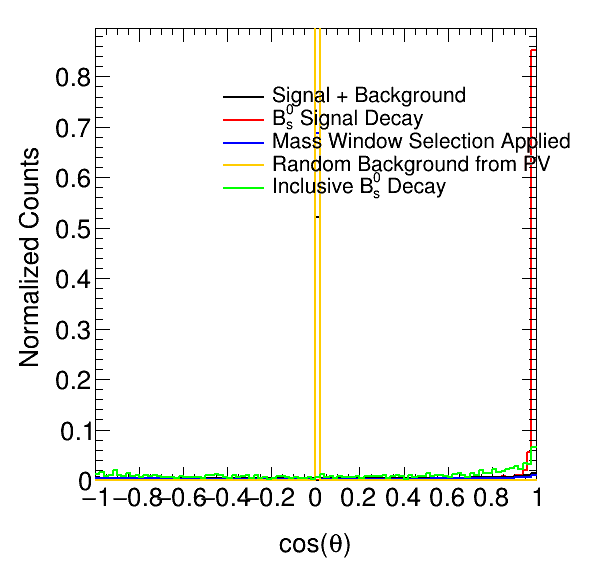 Normalized Counts
0.8
0.7
0.6
0.5
0.4
0.3
0.2
0.1
0
Signal + Background
B⁰ₛ Signal Decay
Mass Window Selection Applied
Random Background from PV
Inclusive B⁰ₛ Decay
−1 −0.8 −0.6 −0.4 −0.2 0 0.2 0.4 0.6 0.8 1
cos(θ)